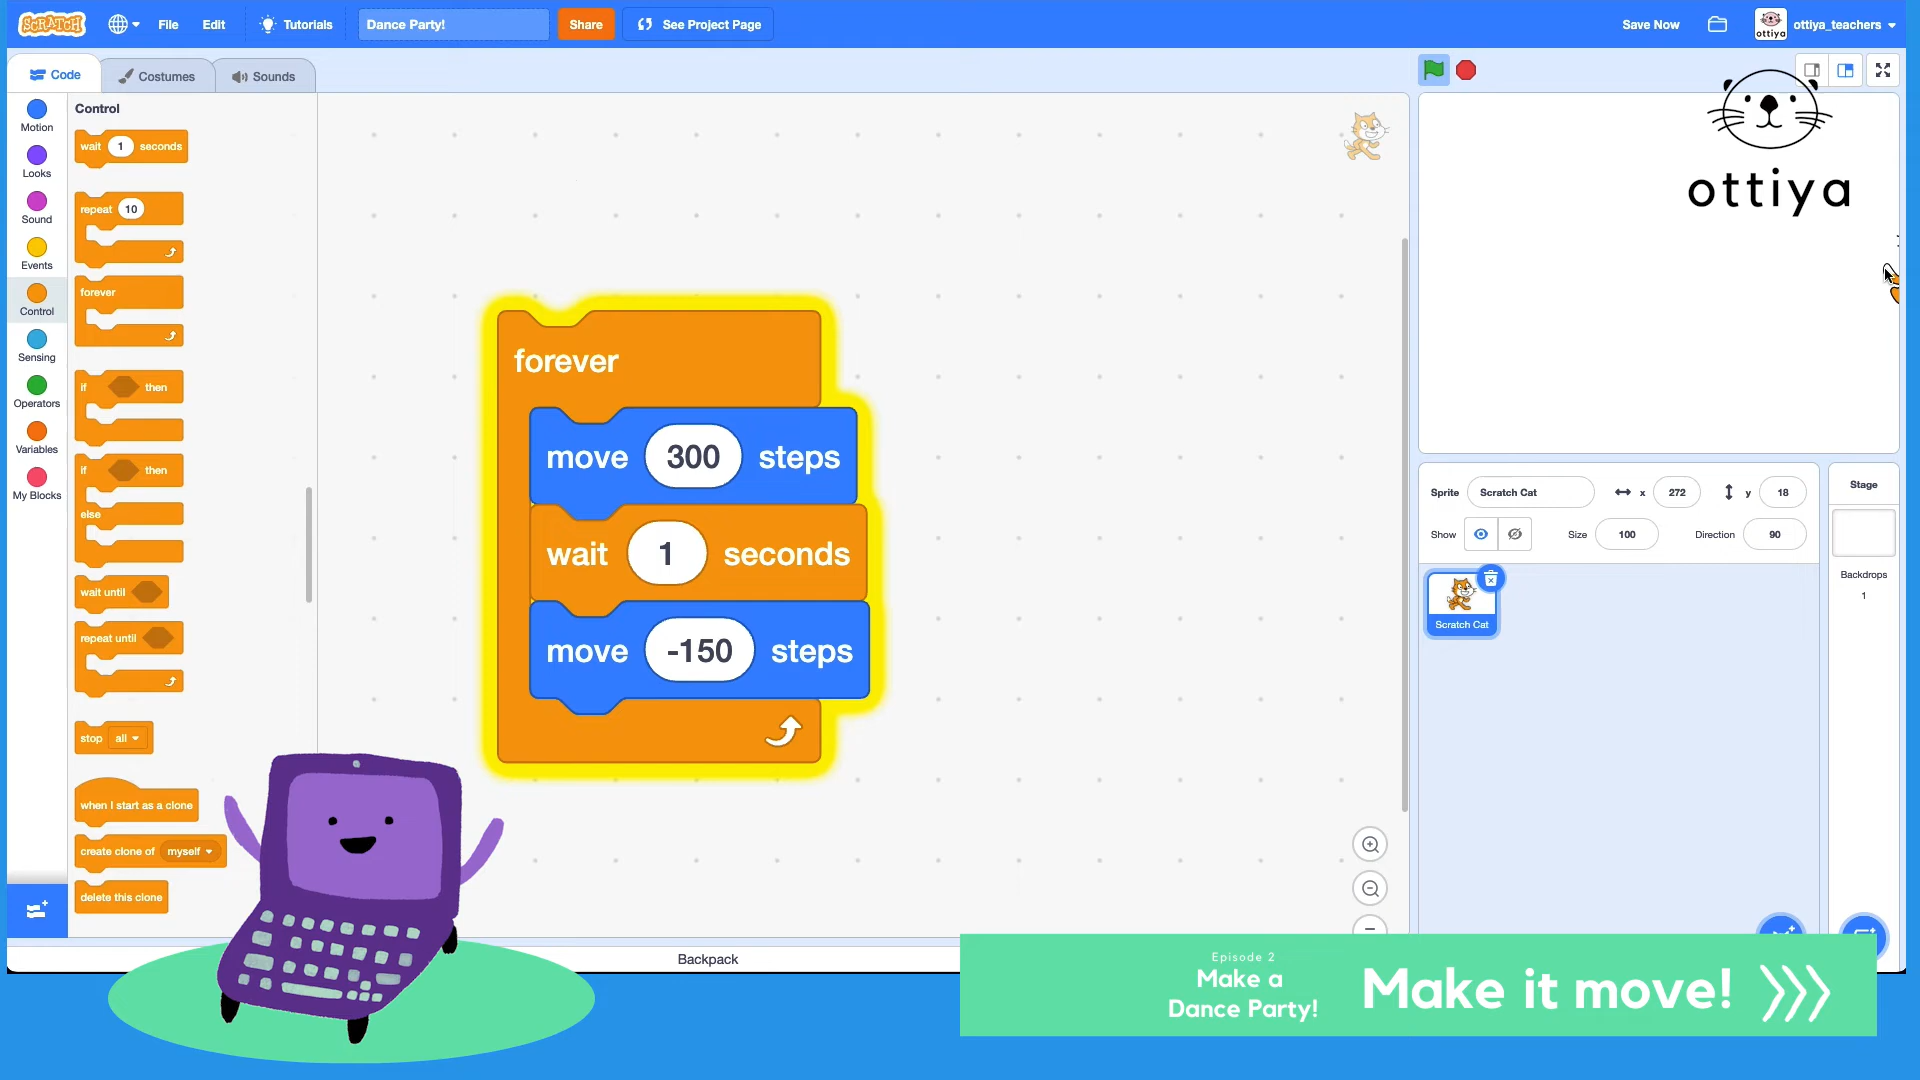 SCRATCH
File
Edit
Tutorials
Dance Party!
Share
See Project Page
Save Now
ottiya
ottiya_teachers
Code
Costumes
Sounds
Motion
Looks
Sound
Events
Control
Sensing
Operators
Variables
My Blocks
Control
wait 1 seconds
repeat 10
forever
if then
if then
else
wait until
repeat until
stop all
when I start as a clone
create clone of myself
delete this clone
forever
move 300 steps
wait 1 seconds
move -150 steps
ottiya
Sprite Scratch Cat x 272 y 18
Show Size 100 Direction 90
Scratch Cat
Stage
Backdrops
1
Backpack
Episode 2
Make a
Dance Party!
Make it move!